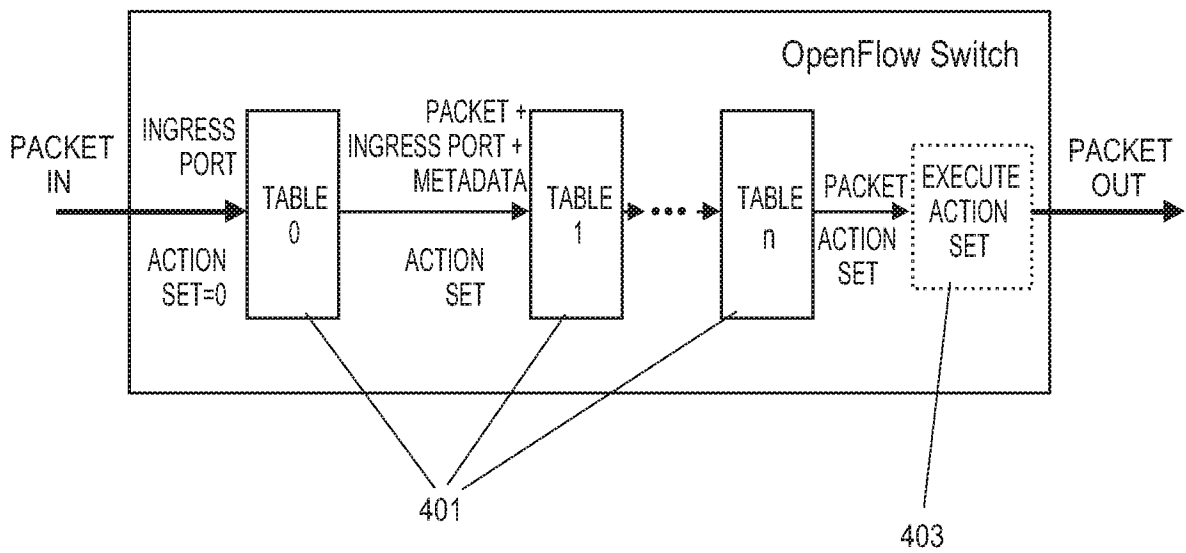 OpenFlow Switch
PACKET
IN
INGRESS
PORT
ACTION
SET=0
TABLE
0
PACKET +
INGRESS PORT +
METADATA
ACTION
SET
TABLE
1
TABLE
n
PACKET
ACTION
SET
EXECUTE
ACTION
SET
PACKET
OUT
401
403